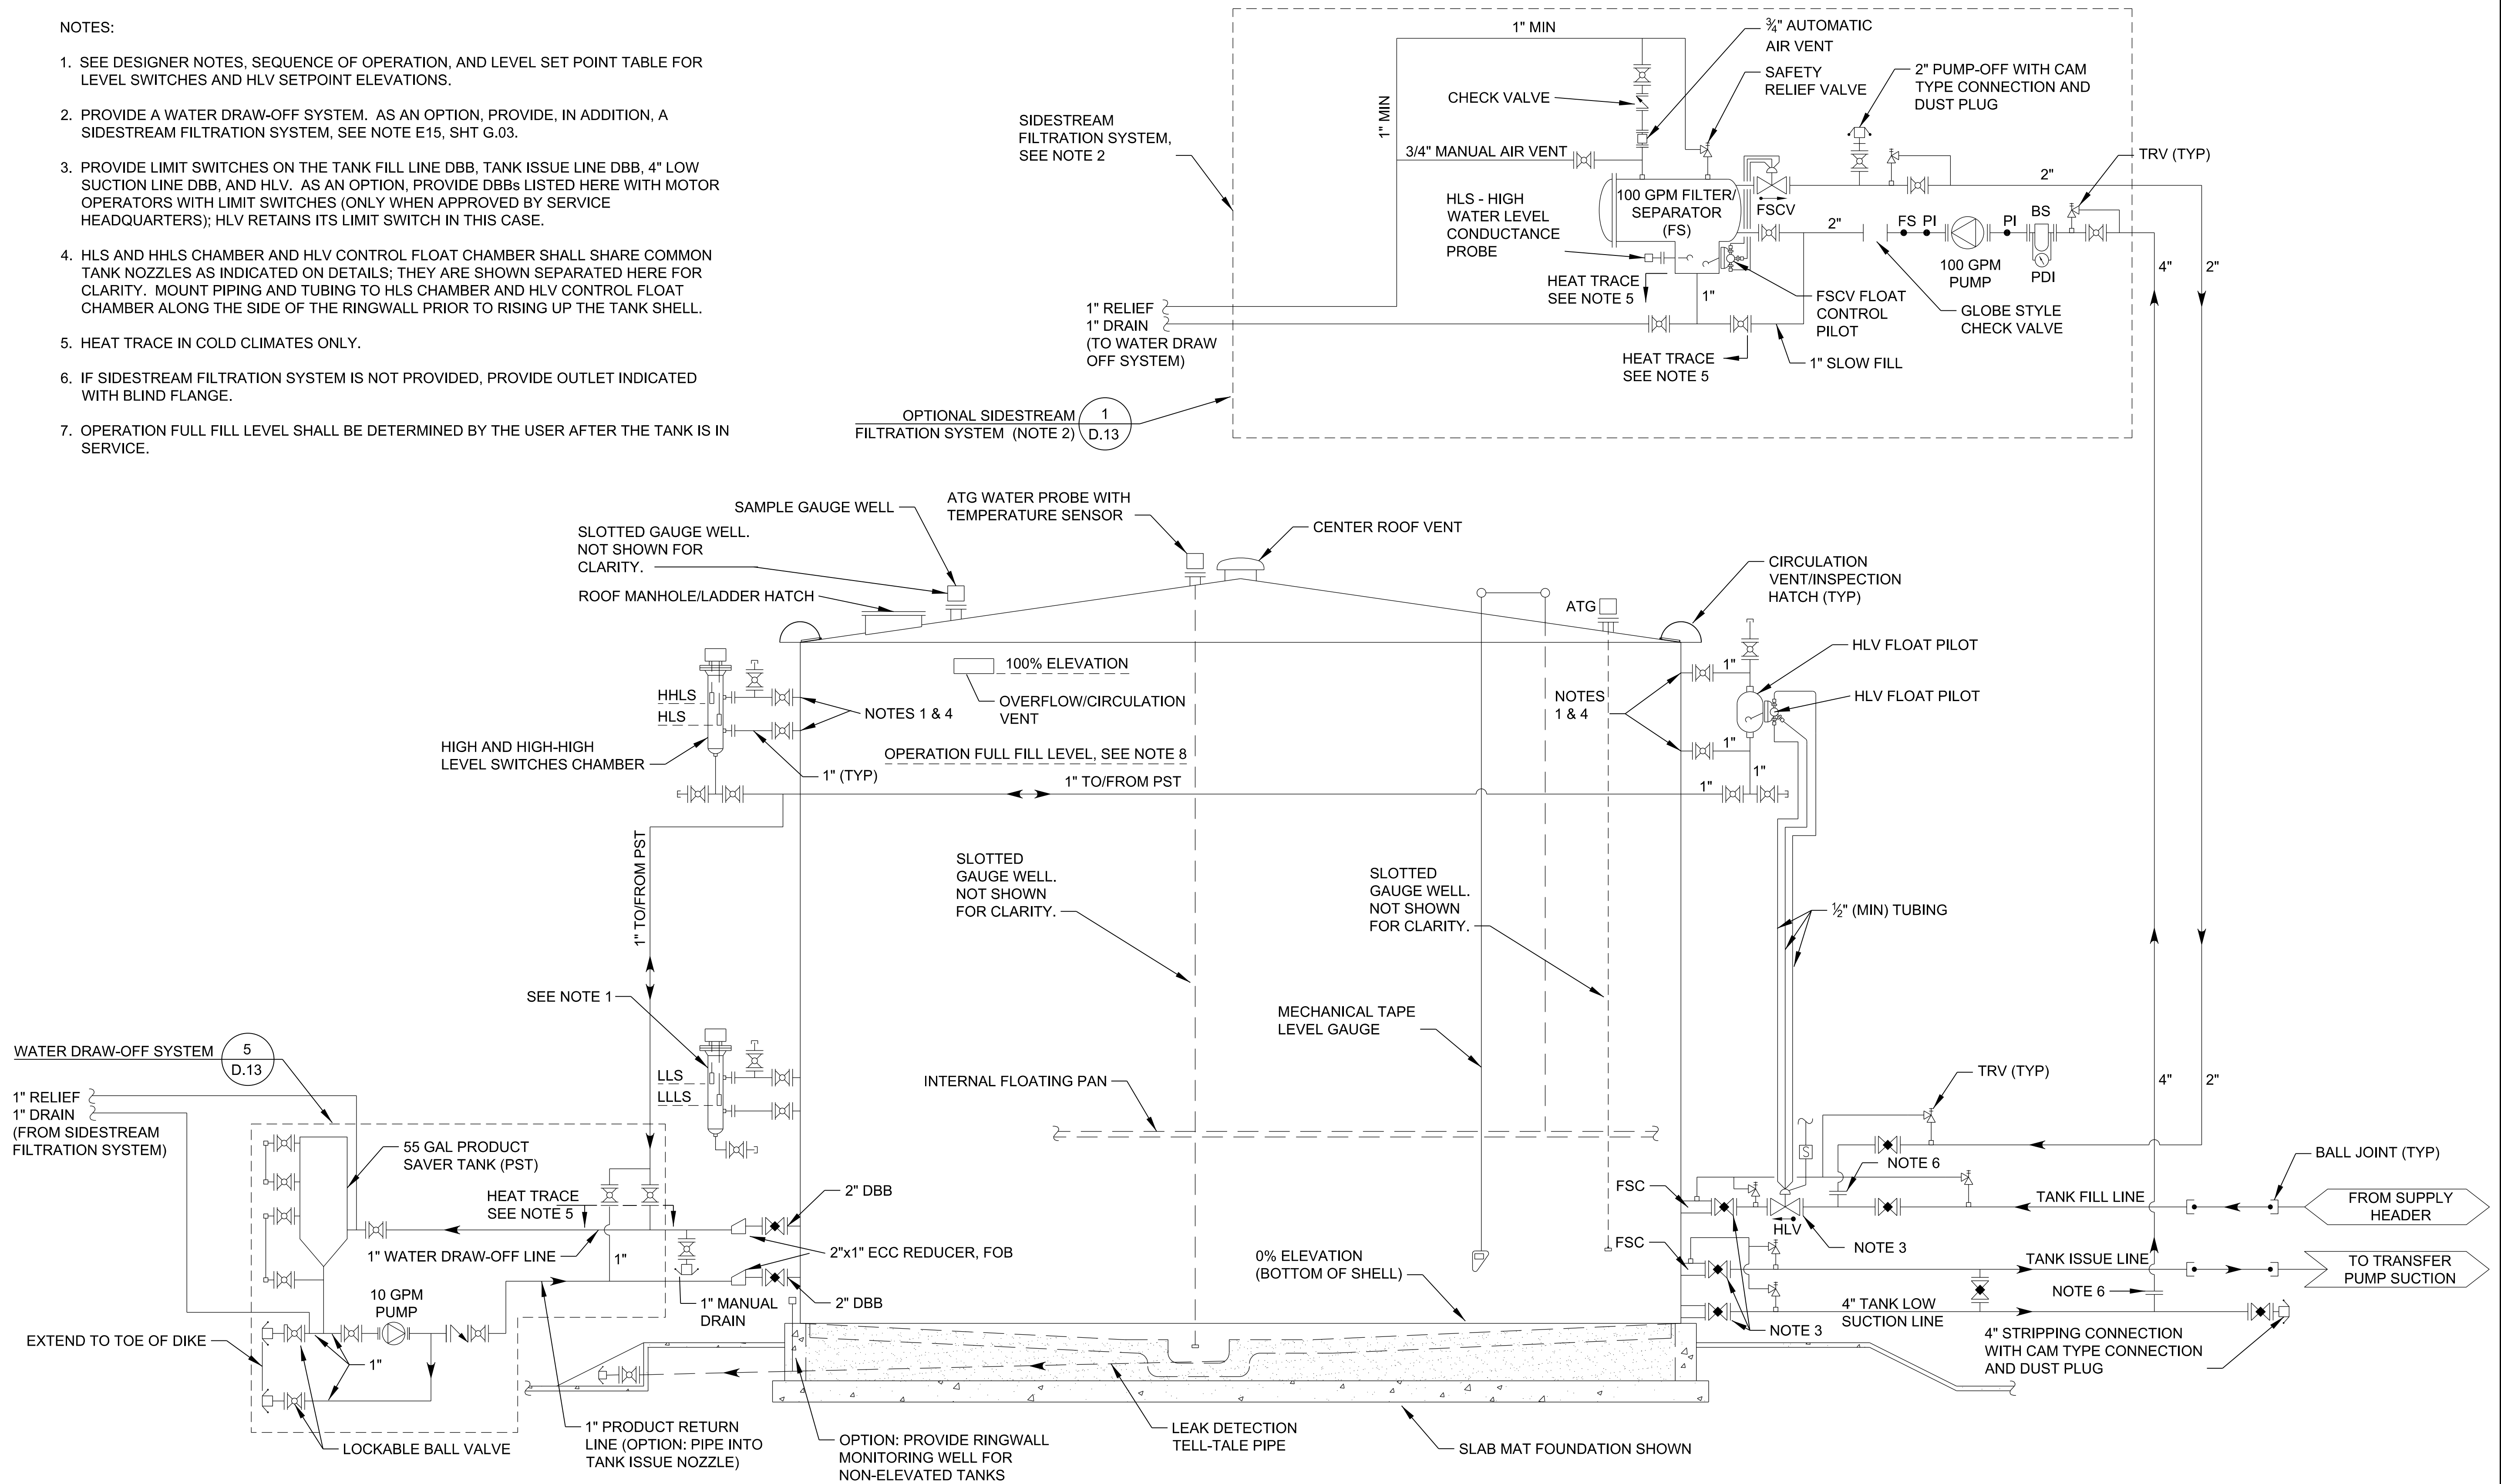 NOTES:
1. SEE DESIGNER NOTES, SEQUENCE OF OPERATION, AND LEVEL SET POINT TABLE FOR
LEVEL SWITCHES AND HLV SETPOINT ELEVATIONS.
2. PROVIDE A WATER DRAW-OFF SYSTEM. AS AN OPTION, PROVIDE, IN ADDITION, A
SIDESTREAM FILTRATION SYSTEM, SEE NOTE E15, SHT G.03.
3. PROVIDE LIMIT SWITCHES ON THE TANK FILL LINE DBB, TANK ISSUE LINE DBB, 4" LOW
SUCTION LINE DBB, AND HLV. AS AN OPTION, PROVIDE DBBs LISTED HERE WITH MOTOR
OPERATORS WITH LIMIT SWITCHES (ONLY WHEN APPROVED BY SERVICE
HEADQUARTERS); HLV RETAINS ITS LIMIT SWITCH IN THIS CASE.
4. HLS AND HHLS CHAMBER AND HLV CONTROL FLOAT CHAMBER SHALL SHARE COMMON
TANK NOZZLES AS INDICATED ON DETAILS; THEY ARE SHOWN SEPARATED HERE FOR
CLARITY. MOUNT PIPING AND TUBING TO HLS CHAMBER AND HLV CONTROL FLOAT
CHAMBER ALONG THE SIDE OF THE RINGWALL PRIOR TO RISING UP THE TANK SHELL.
5. HEAT TRACE IN COLD CLIMATES ONLY.
6. IF SIDESTREAM FILTRATION SYSTEM IS NOT PROVIDED, PROVIDE OUTLET INDICATED
WITH BLIND FLANGE.
7. OPERATION FULL FILL LEVEL SHALL BE DETERMINED BY THE USER AFTER THE TANK IS IN
SERVICE.
SIDESTREAM
FILTRATION SYSTEM,
SEE NOTE 2
1" MIN
1" MIN
¾" AUTOMATIC
AIR VENT
SAFETY
RELIEF VALVE
2" PUMP-OFF WITH CAM
TYPE CONNECTION AND
DUST PLUG
CHECK VALVE
3/4" MANUAL AIR VENT
TRV (TYP)
2"
100 GPM FILTER/
SEPARATOR
(FS)
FSCV
HLS - HIGH
WATER LEVEL
CONDUCTANCE
PROBE
2"
FS
PI
PI
BS
100 GPM
PUMP
PDI
4"
2"
HEAT TRACE
SEE NOTE 5
1"
FSCV FLOAT
CONTROL
PILOT
GLOBE STYLE
CHECK VALVE
1" RELIEF
1" DRAIN
(TO WATER DRAW
OFF SYSTEM)
HEAT TRACE
SEE NOTE 5
1" SLOW FILL
OPTIONAL SIDESTREAM
FILTRATION SYSTEM (NOTE 2)
1
D.13
SAMPLE GAUGE WELL
ATG WATER PROBE WITH
TEMPERATURE SENSOR
CENTER ROOF VENT
SLOTTED GAUGE WELL.
NOT SHOWN FOR
CLARITY.
ROOF MANHOLE/LADDER HATCH
ATG
CIRCULATION
VENT/INSPECTION
HATCH (TYP)
100% ELEVATION
OVERFLOW/CIRCULATION
VENT
HHLS
HLS
NOTES 1 & 4
NOTES
1 & 4
1"
HLV FLOAT PILOT
HLV FLOAT PILOT
HIGH AND HIGH-HIGH
LEVEL SWITCHES CHAMBER
OPERATION FULL FILL LEVEL, SEE NOTE 8
1" (TYP)
1" TO/FROM PST
1"
1"
1"
1" TO/FROM PST
SLOTTED
GAUGE WELL.
NOT SHOWN
FOR CLARITY.
SLOTTED
GAUGE WELL.
NOT SHOWN
FOR CLARITY.
½" (MIN) TUBING
SEE NOTE 1
MECHANICAL TAPE
LEVEL GAUGE
WATER DRAW-OFF SYSTEM
5
D.13
LLS
LLLS
INTERNAL FLOATING PAN
TRV (TYP)
4"
2"
1" RELIEF
1" DRAIN
(FROM SIDESTREAM
FILTRATION SYSTEM)
55 GAL PRODUCT
SAVER TANK (PST)
HEAT TRACE
SEE NOTE 5
2" DBB
S
NOTE 6
BALL JOINT (TYP)
FSC
TANK FILL LINE
FROM SUPPLY
HEADER
HLV
NOTE 3
1" WATER DRAW-OFF LINE
1"
2"x1" ECC REDUCER, FOB
0% ELEVATION
(BOTTOM OF SHELL)
FSC
TANK ISSUE LINE
TO TRANSFER
PUMP SUCTION
NOTE 6
10 GPM
PUMP
1" MANUAL
DRAIN
2" DBB
4" TANK LOW
SUCTION LINE
NOTE 3
EXTEND TO TOE OF DIKE
1"
4" STRIPPING CONNECTION
WITH CAM TYPE CONNECTION
AND DUST PLUG
LOCKABLE BALL VALVE
1" PRODUCT RETURN
LINE (OPTION: PIPE INTO
TANK ISSUE NOZZLE)
OPTION: PROVIDE RINGWALL
MONITORING WELL FOR
NON-ELEVATED TANKS
LEAK DETECTION
TELL-TALE PIPE
SLAB MAT FOUNDATION SHOWN